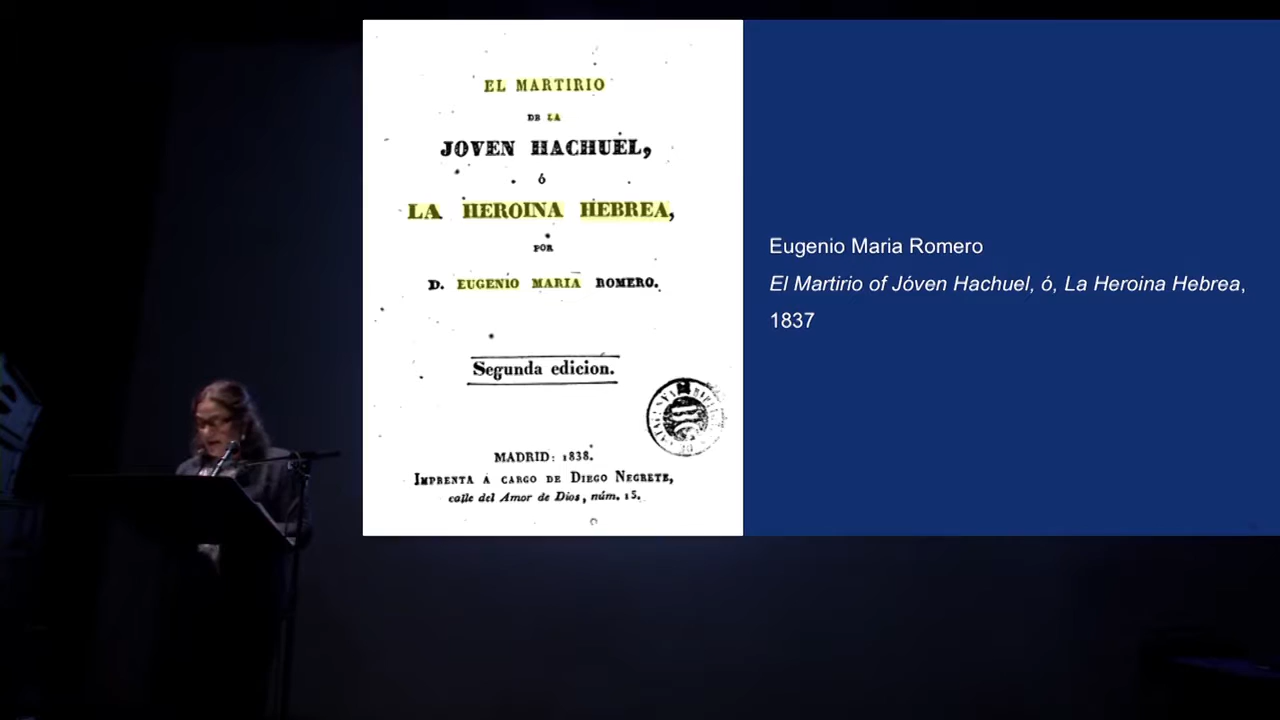 EL MARTIRIO
DE LA
JOVEN HACHUEL,
ó
LA HEROINA HEBREA,
POR
D. EUGENIO MARIA ROMERO.
Segunda edicion.
MADRID: 1838.
IMPRENTA Á CARGO DE DIEGO NEGRETE,
calle del Amor de Dios, núm. 15.
Eugenio Maria Romero
El Martirio of Jóven Hachuel, ó, La Heroina Hebrea,
1837